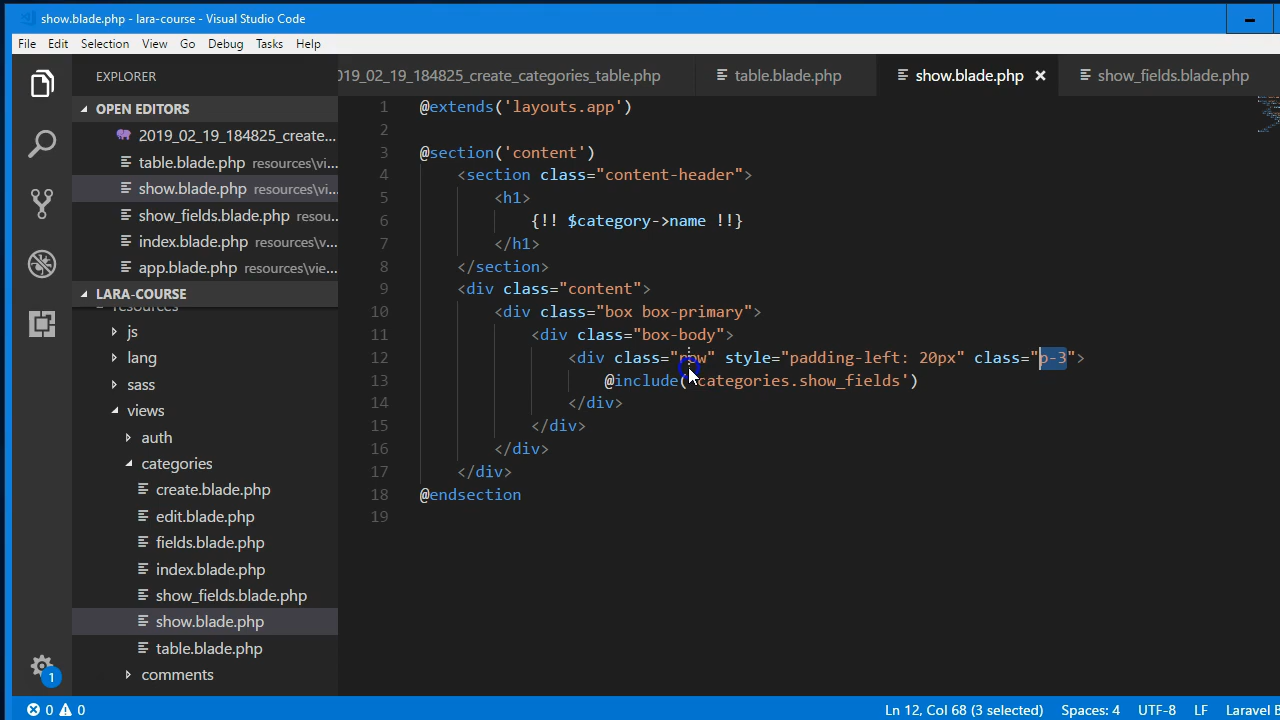 show.blade.php - lara-course - Visual Studio Code
File Edit Selection View Go Debug Tasks Help
EXPLORER
19_02_19_184825_create_categories_table.php table.blade.php show.blade.php × show_fields.blade.php
OPEN EDITORS
2019_02_19_184825_create...
table.blade.php resources\vi...
show.blade.php resources\vi...
show_fields.blade.php resou...
index.blade.php resources\v...
app.blade.php resources\vie...
LARA-COURSE
resources
js
lang
sass
views
auth
categories
create.blade.php
edit.blade.php
fields.blade.php
index.blade.php
show_fields.blade.php
show.blade.php
table.blade.php
comments
1
1 @extends('layouts.app')
2
3 @section('content')
4 <section class="content-header">
5 <h1>
6 {!! $category->name !!}
7 </h1>
8 </section>
9 <div class="content">
10 <div class="box box-primary">
11 <div class="box-body">
12 <div class="row" style="padding-left: 20px" class="p-3">
13 @include('categories.show_fields')
14 </div>
15 </div>
16 </div>
17 </div>
18 @endsection
19
0 0 Ln 12, Col 68 (3 selected) Spaces: 4 UTF-8 LF Laravel B